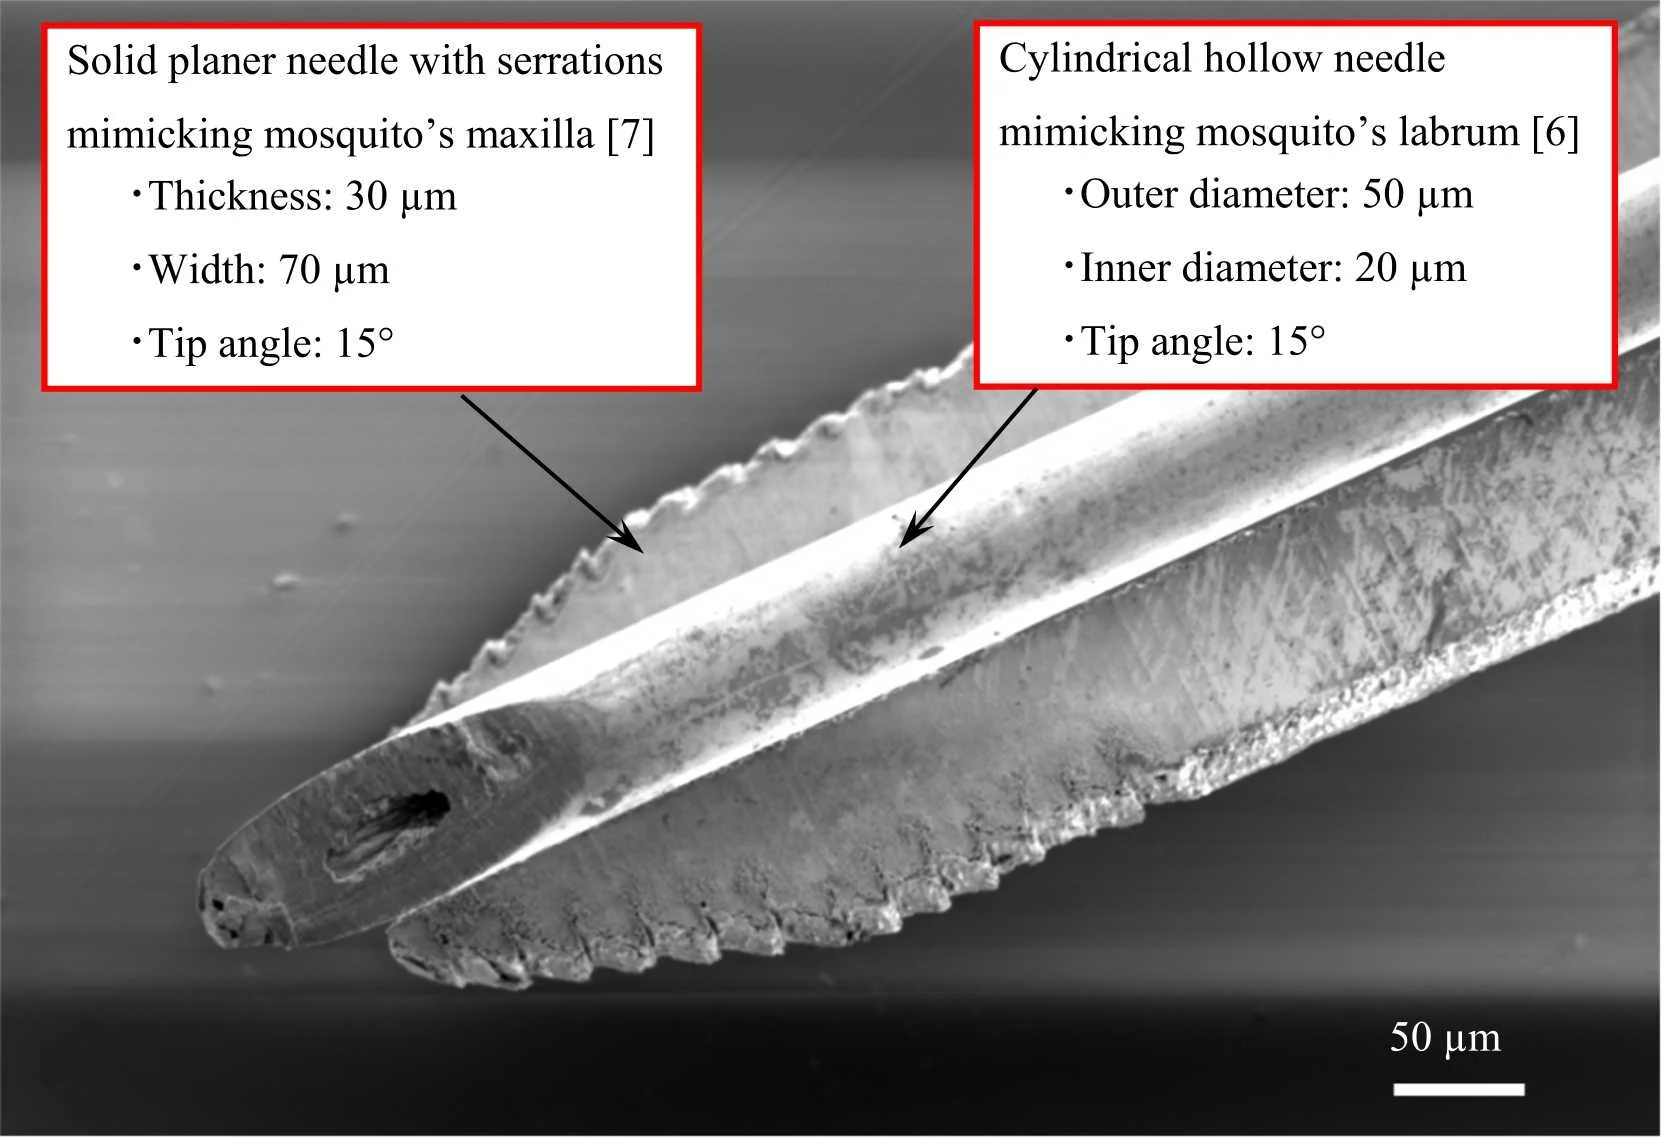 Solid planer needle with serrations
mimicking mosquito’s maxilla [7]
・Thickness: 30 µm
・Width: 70 µm
・Tip angle: 15°
Cylindrical hollow needle
mimicking mosquito’s labrum [6]
・Outer diameter: 50 µm
・Inner diameter: 20 µm
・Tip angle: 15°
50 µm